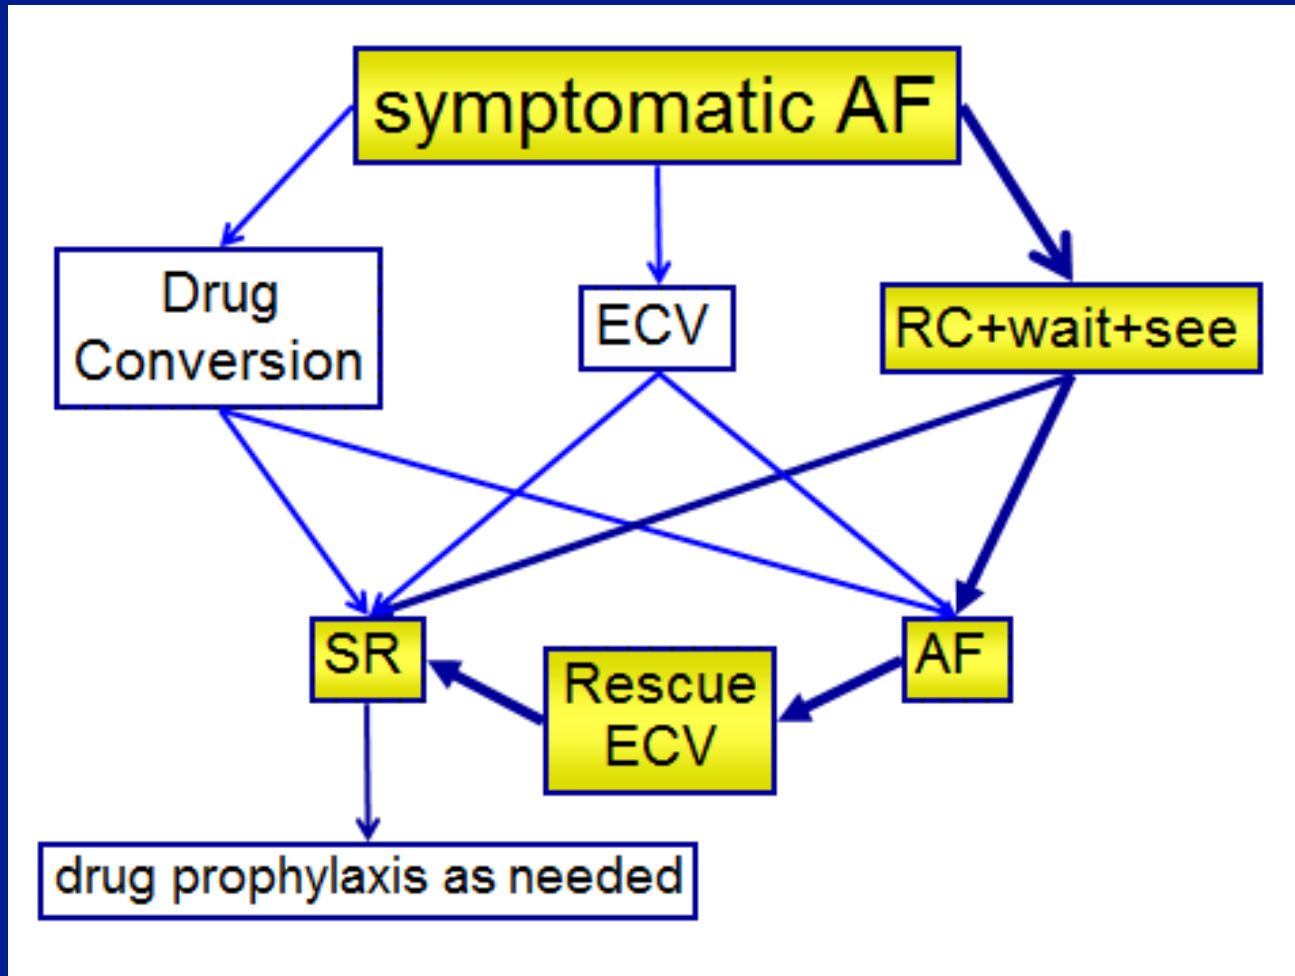 symptomatic AF
Drug
Conversion
ECV
RC+wait+see
SR
Rescue
ECV
AF
drug prophylaxis as needed